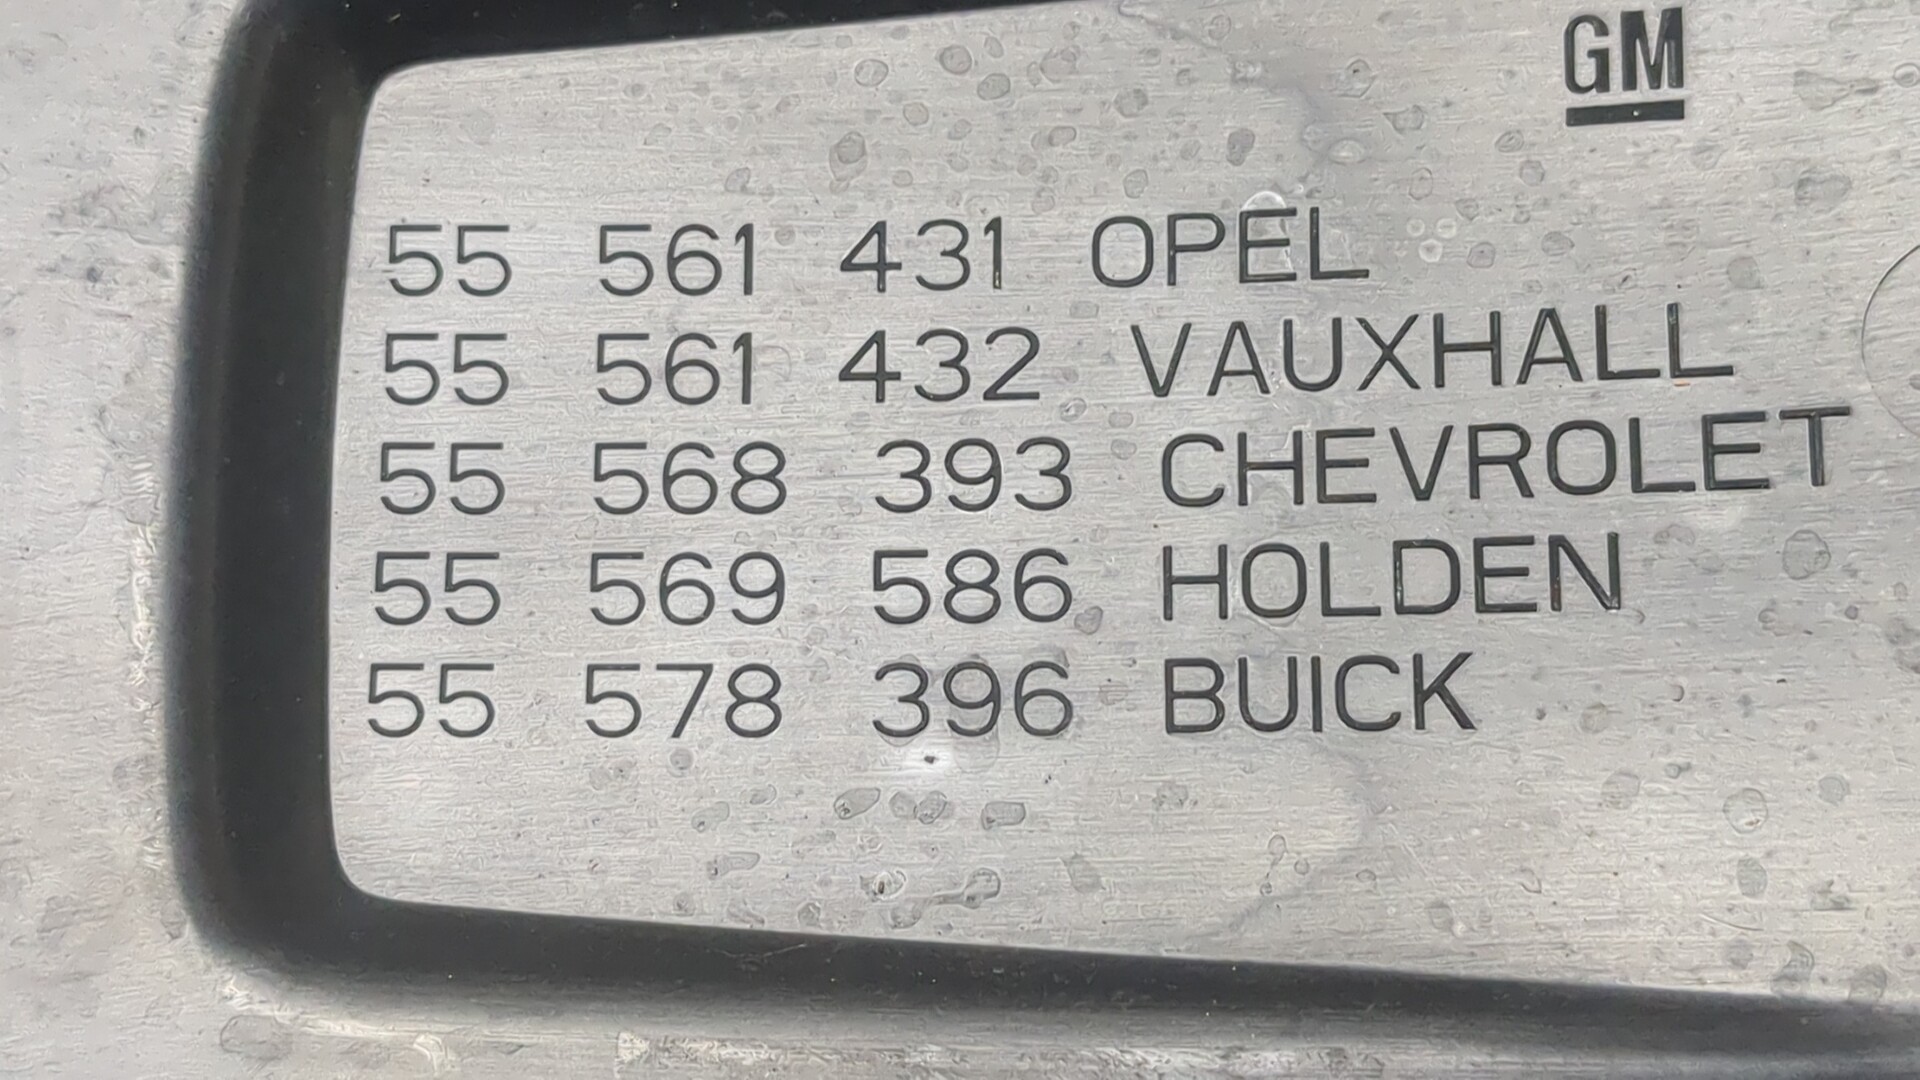 GM
55 561 431 OPEL
55 561 432 VAUXHALL
55 568 393 CHEVROLET
55 569 586 HOLDEN
55 578 396 BUICK